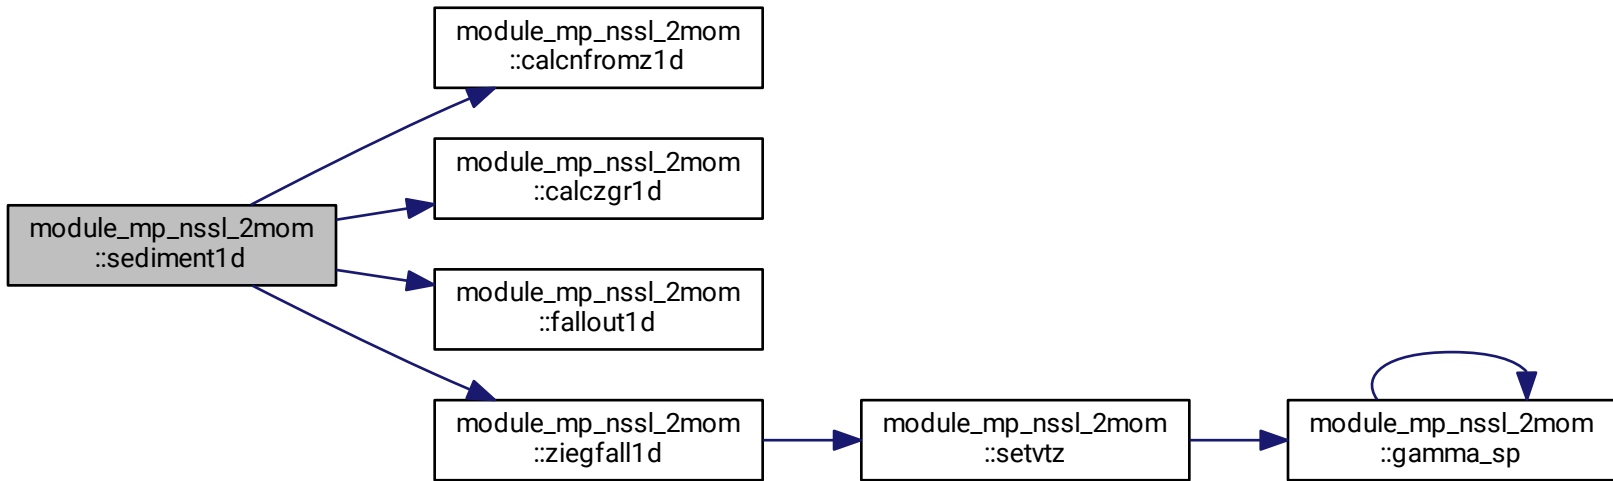 module_mp_nssl_2mom
::calcnfromz1d
module_mp_nssl_2mom
::calczgr1d
module_mp_nssl_2mom
::sediment1d
module_mp_nssl_2mom
::fallout1d
module_mp_nssl_2mom
::ziegfall1d
module_mp_nssl_2mom
::setvtz
module_mp_nssl_2mom
::gamma_sp